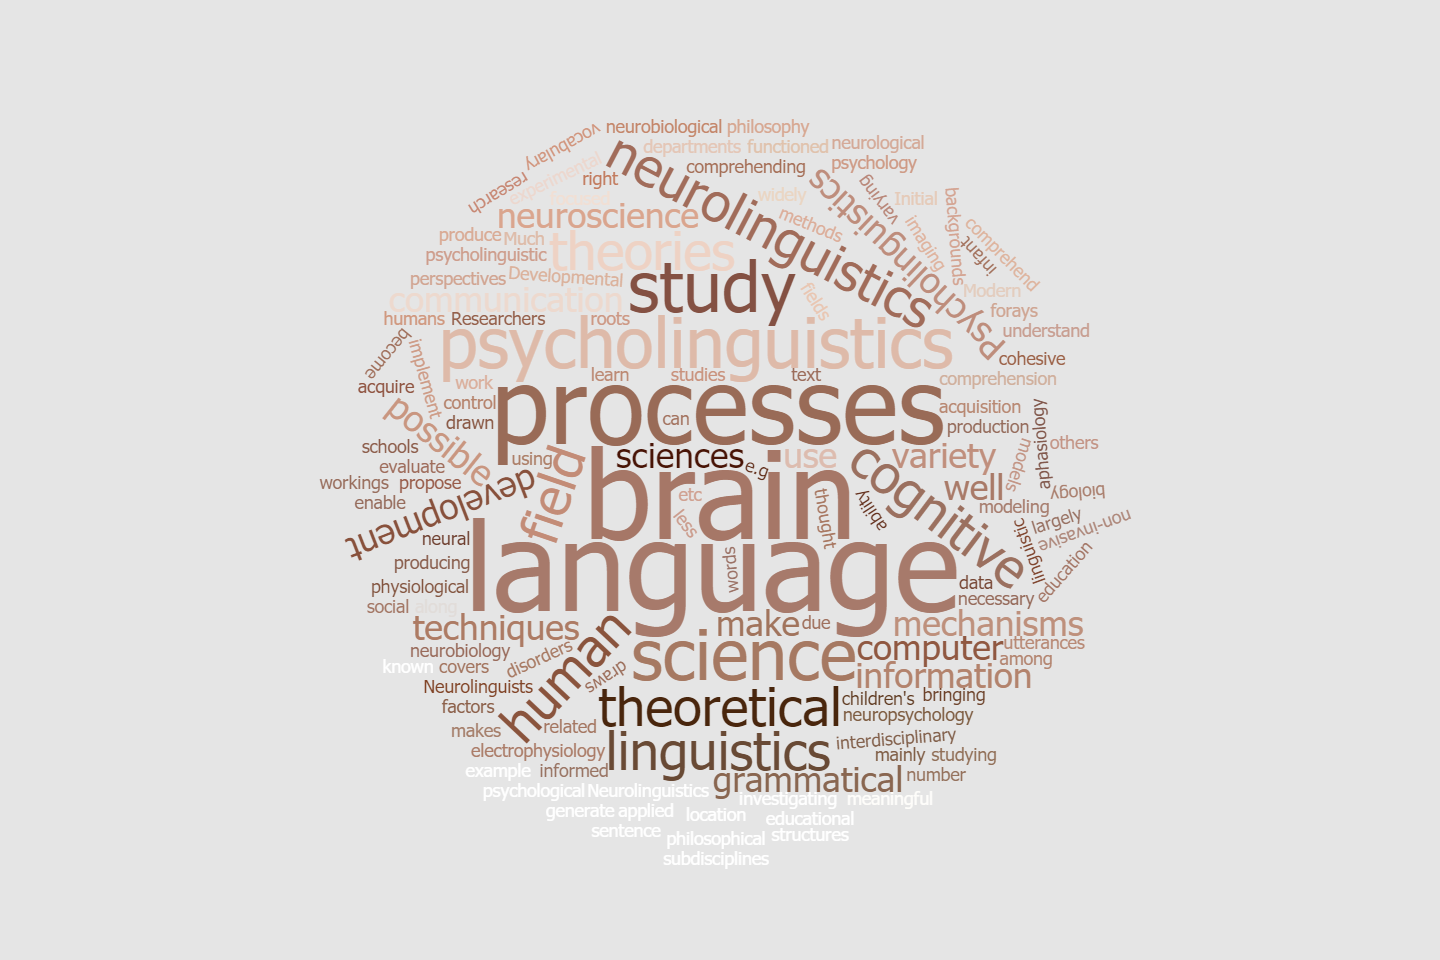 neurobiological
philosophy
vocabulary
departments
functioned
neurological
experimental
right
comprehending
psychology
research
neurolinguistics
widely
psycholinguistics
varying
Initial
backgrounds
neuroscience
methods
imaging
comprehend
produce
Much
theories
infant
psycholinguistic
perspectives
Developmental
study
communication
fields
Modern
humans
Researchers
roots
forays
understand
become
implement
psycholinguistics
cohesive
acquire
work
learn
studies
text
comprehension
control
possible
processes
can
acquisition
drawn
production
aphasiology
schools
using
field
sciences
e.g
use
cognitive
variety
models
others
evaluate
workings
propose
development
brain
well
biology
enable
etc
thought
ability
modeling
less
linguistic
largely
non-invasive
neural
language
education
producing
words
physiological
data
social
along
necessary
techniques
human
make
due
mechanisms
neurobiology
disorders
science
computer
utterances
known
covers
draws
among
Neurolinguists
information
factors
theoretical
children's
bringing
makes
related
neuropsychology
electrophysiology
linguistics
interdisciplinary
example
informed
mainly
studying
grammatical
number
psychological
Neurolinguistics
investigating
meaningful
generate
applied
location
educational
sentence
philosophical
structures
subdisciplines